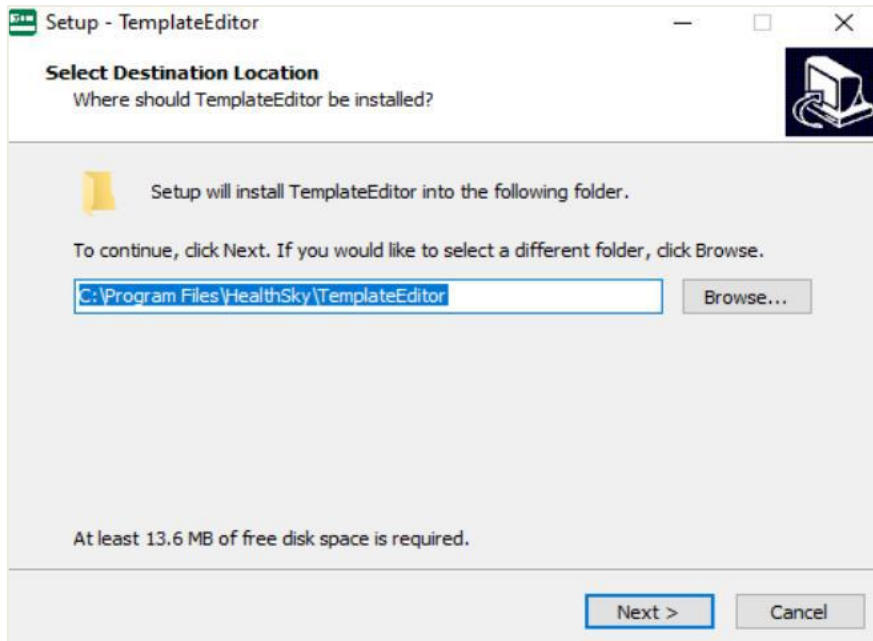 Setup - TemplateEditor
Select Destination Location
Where should TemplateEditor be installed?
Setup will install TemplateEditor into the following folder.
To continue, click Next. If you would like to select a different folder, click Browse.
C:\Program Files\HealthSky\TemplateEditor
Browse...
At least 13.6 MB of free disk space is required.
Next >
Cancel